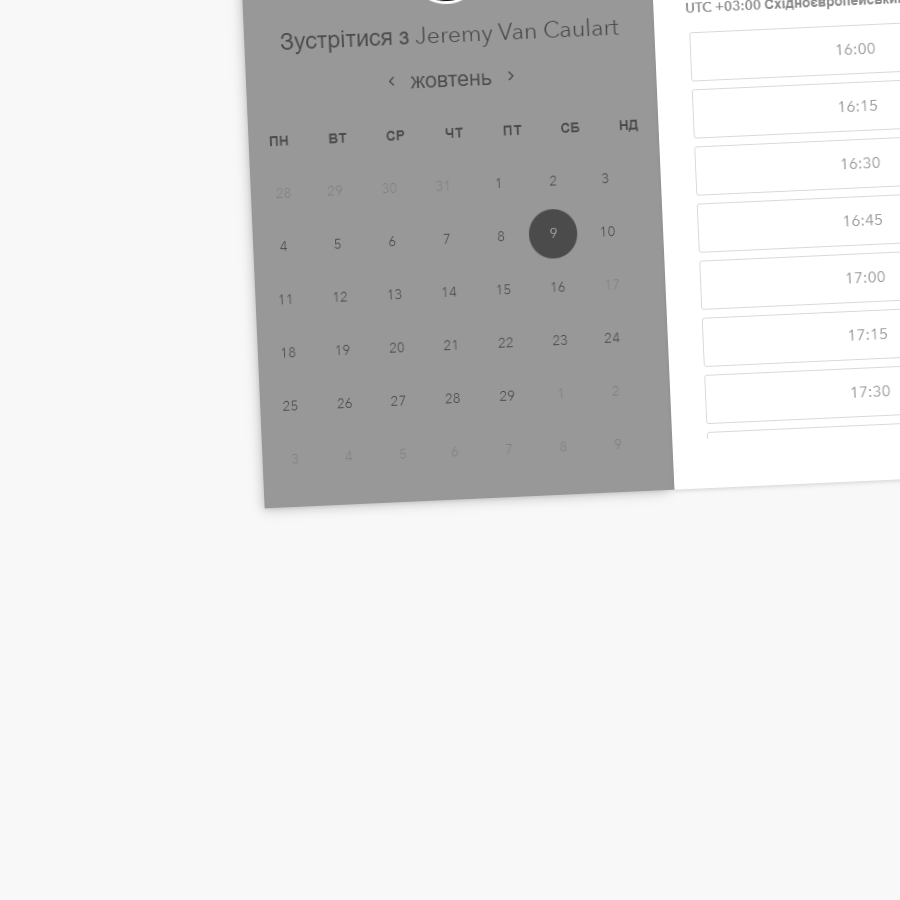 Зустрітися з Jeremy Van Caulart
‹ жовтень ›
ПН ВТ СР ЧТ ПТ СБ НД
28 29 30 31 1 2 3
4 5 6 7 8 9 10
11 12 13 14 15 16 17
18 19 20 21 22 23 24
25 26 27 28 29 1 2
3 4 5 6 7 8 9
UTC +03:00
16:00
16:15
16:30
16:45
17:00
17:15
17:30